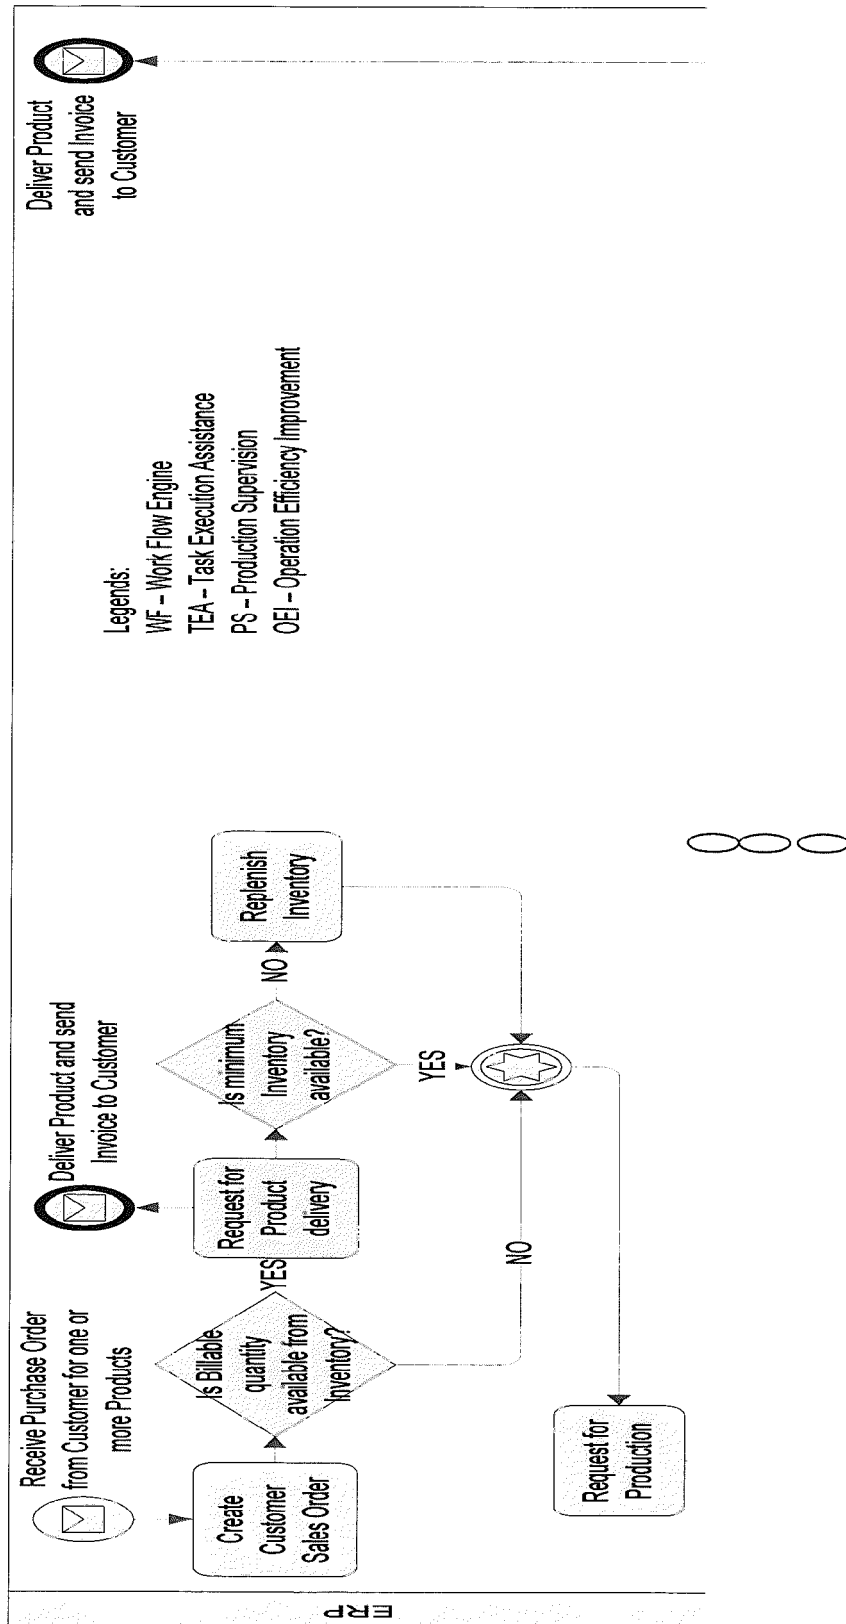 ERP
Receive Purchase Order
from Customer for one or
more Products
Create
Customer
Sales Order
Is Billable
quantity
available from
Inventory?
YES
NO
Deliver Product and send
Invoice to Customer
Request for
Product
delivery
Is minimum
Inventory
available?
NO
YES
Replenish
Inventory
Request for
Production
Legends:
WF – Work Flow Engine
TEA – Task Execution Assistance
PS – Production Supervision
OEI – Operation Efficiency Improvement
Deliver Product
and send Invoice
to Customer